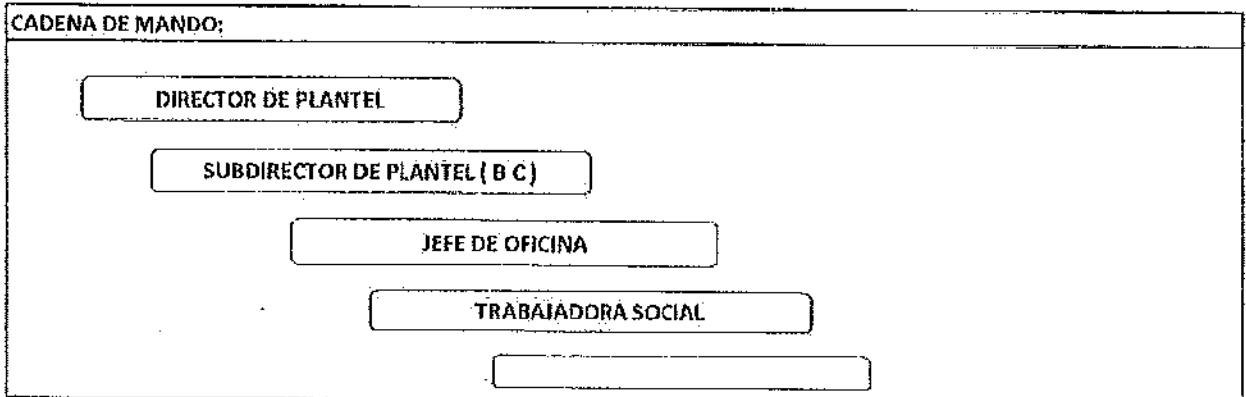 CADENA DE MANDO:
DIRECTOR DE PLANTEL
SUBDIRECTOR DE PLANTEL ( B C )
JEFE DE OFICINA
TRABAJADORA SOCIAL